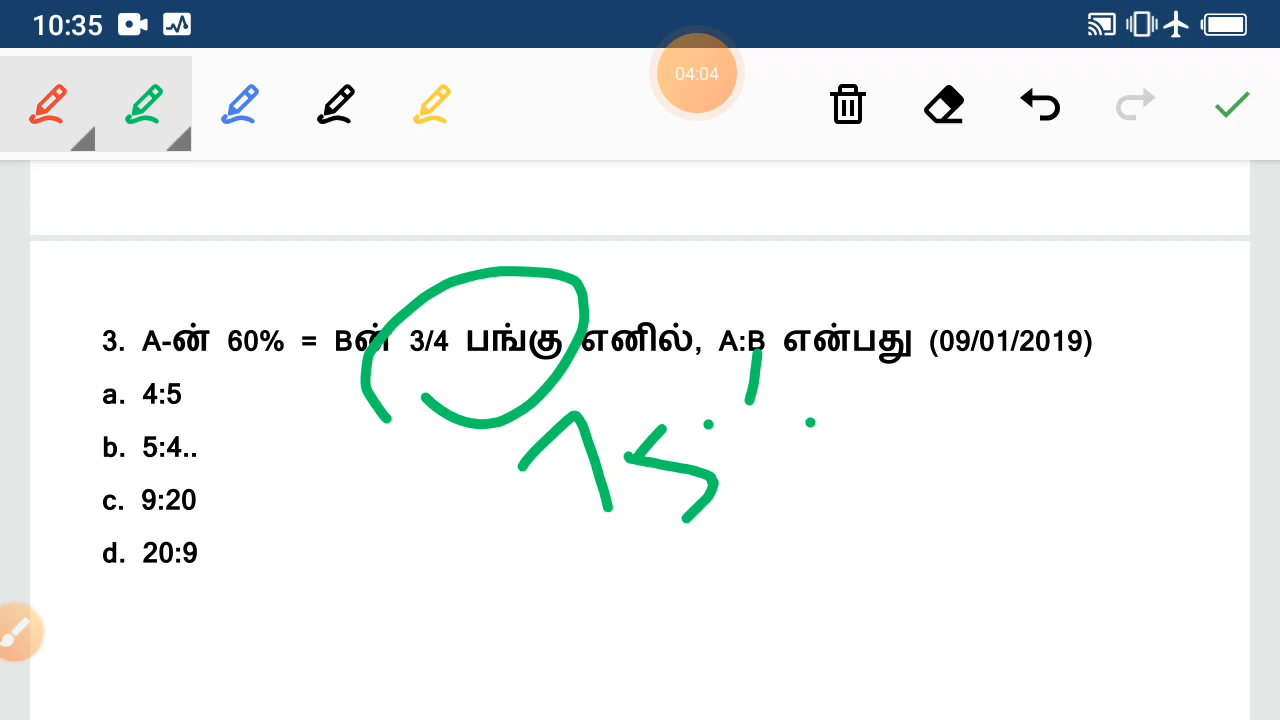 10:35
04:04
3. A-ன் 60% = Bன் 3/4 பங்கு எனில், A:B என்பது (09/01/2019)
a. 4:5
b. 5:4..
c. 9:20
d. 20:9